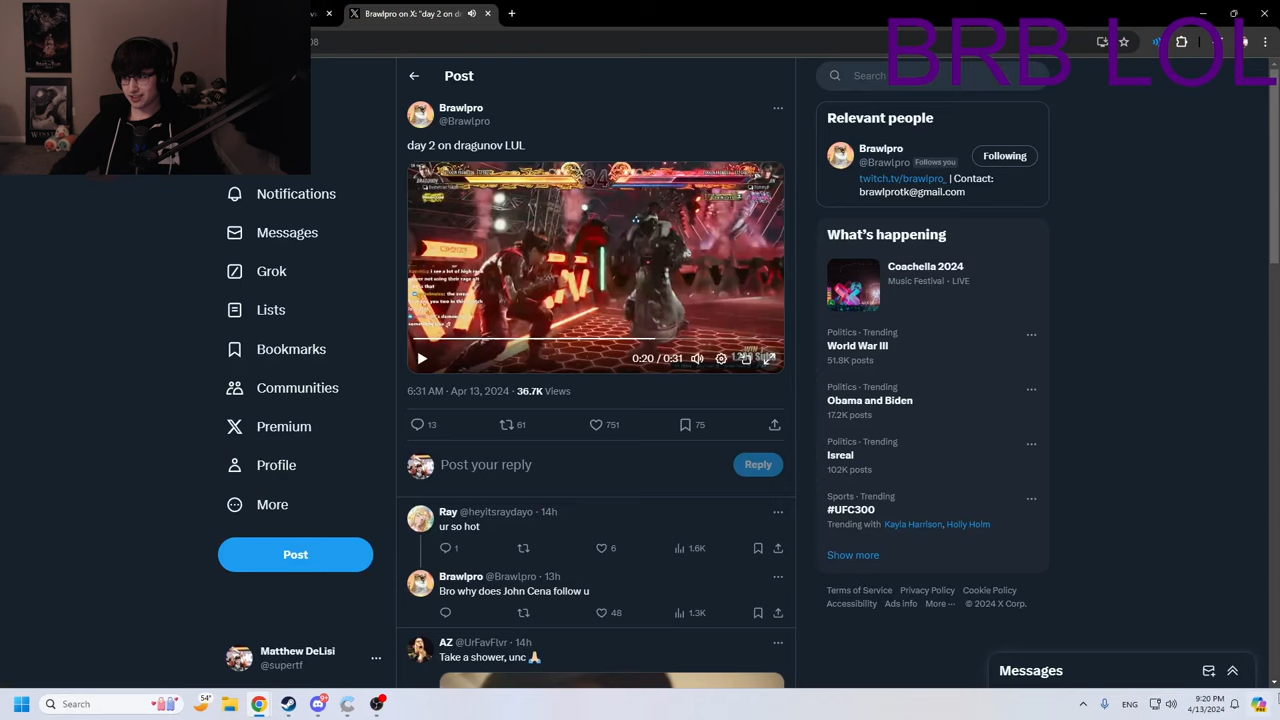 Brawlpro on X: "day 2 on d
08
BRB LOL
Post
Search
Brawlpro
@Brawlpro
day 2 on dragunov LUL
0:20 / 0:31
6:31 AM · Apr 13, 2024 · 36.7K Views
13
61
751
75
Post your reply
Reply
Ray @heyitsraydayo · 14h
ur so hot
1
6
1.6K
Brawlpro @Brawlpro · 13h
Bro why does John Cena follow u
48
1.3K
AZ @UrFavFlvr · 14h
Take a shower, unc 🙏🏻
Notifications
Messages
Grok
Lists
Bookmarks
Communities
Premium
Profile
More
Post
Matthew DeLisi
@supertf
Relevant people
Brawlpro
@Brawlpro Follows you
Following
twitch.tv/brawlpro_ | Contact:
brawlprotk@gmail.com
What's happening
Coachella 2024
Music Festival · LIVE
Politics · Trending
World War III
51.8K posts
Politics · Trending
Obama and Biden
17.2K posts
Politics · Trending
Isreal
102K posts
Sports · Trending
#UFC300
Trending with Kayla Harrison, Holly Holm
Show more
Terms of Service Privacy Policy Cookie Policy
Accessibility Ads info More ··· © 2024 X Corp.
Messages
Search
54°
ENG
9:20 PM
4/13/2024